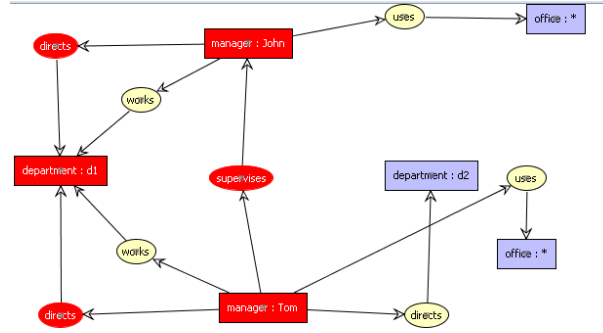 uses
office : *
directs
manager : John
works
department : d1
supervises
department : d2
uses
works
office : *
directs
manager : Tom
directs